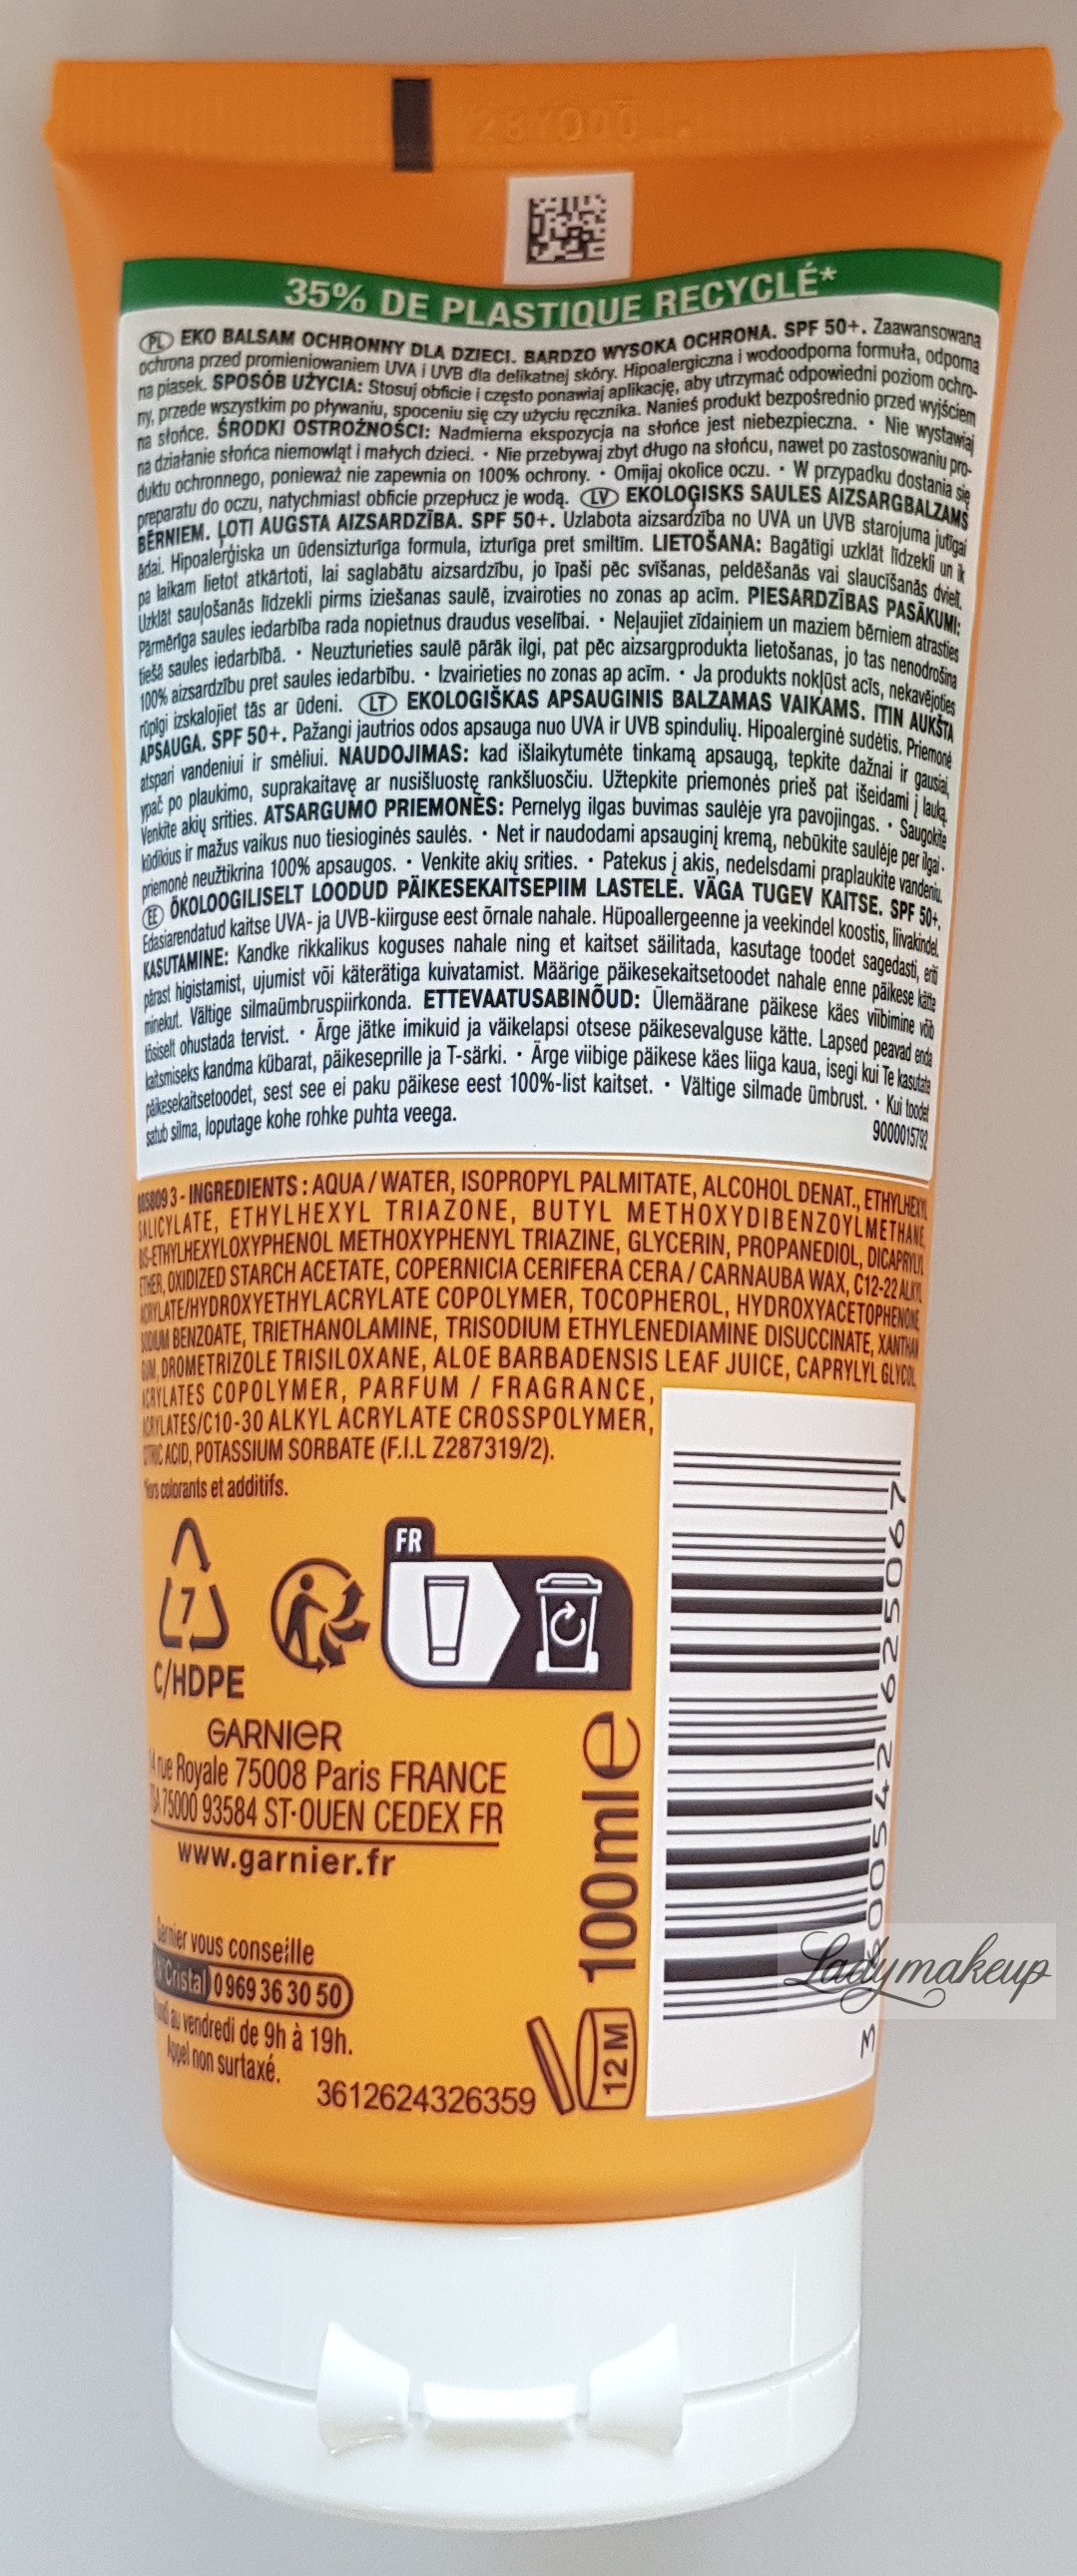 28Y000
35% DE PLASTIQUE RECYCLÉ*
PL EKO BALSAM OCHRONNY DLA DZIECI. BARDZO WYSOKA OCHRONA. SPF 50+. Zaawansowana
ochrona przed promieniowaniem UVA i UVB dla delikatnej skóry. Hipoalergiczna i wodoodporna formuła, odporna
na piasek. SPOSÓB UŻYCIA: Stosuj obficie i często ponawiaj aplikację, aby utrzymać odpowiedni poziom ochro-
ny, przede wszystkim po pływaniu, spoceniu się czy użyciu ręcznika. Nanieś produkt bezpośrednio przed wyjściem
na słońce. ŚRODKI OSTROŻNOŚCI: Nadmierna ekspozycja na słońce jest niebezpieczna. • Nie wystawiaj
na działanie słońca niemowląt i małych dzieci. • Nie przebywaj zbyt długo na słońcu, nawet po zastosowaniu pro-
duktu ochronnego, ponieważ nie zapewnia on 100% ochrony. • Omijaj okolice oczu. • W przypadku dostania się
preparatu do oczu, natychmiast obficie przepłucz je wodą. LV EKOLOĢISKS SAULES AIZSARGBALZAMS
BĒRNIEM. ĻOTI AUGSTA AIZSARDZĪBA. SPF 50+. Uzlabota aizsardzība no UVA un UVB starojuma jutīgai
ādai. Hipoalerģiska un ūdensizturīga formula, izturīga pret smiltīm. LIETOŠANA: Bagātīgi uzklāt līdzekli un ik
pa laikam lietot atkārtoti, lai saglabātu aizsardzību, jo īpaši pēc svīšanas, peldēšanās vai slaucīšanās dvielī.
Uzklāt sauļošanās līdzekli pirms iziešanas saulē, izvairoties no zonas ap acīm. PIESARDZĪBAS PASĀKUMI:
Pārmērīga saules iedarbība rada nopietnus draudus veselībai. • Neļaujiet zīdaiņiem un maziem bērniem atrasties
tiešā saules iedarbībā. • Neuzturieties saulē pārāk ilgi, pat pēc aizsargprodukta lietošanas, jo tas nenodrošina
100% aizsardzību pret saules iedarbību. • Izvairieties no zonas ap acīm. • Ja produkts nokļūst acīs, nekavējoties
rūpīgi izskalojiet tās ar ūdeni. LT EKOLOGIŠKAS APSAUGINIS BALZAMAS VAIKAMS. ITIN AUKŠTA
APSAUGA. SPF 50+. Pažangi jautrios odos apsauga nuo UVA ir UVB spindulių. Hipoalerginė sudėtis. Priemonė
atspari vandeniui ir smėliui. NAUDOJIMAS: kad išlaikytumėte tinkamą apsaugą, tepkite dažnai ir gausiai,
ypač po plaukimo, suprakaitavę ar nusišluostę rankšluosčiu. Užtepkite priemonės prieš pat išeidami į lauką.
Venkite akių srities. ATSARGUMO PRIEMONĖS: Pernelyg ilgas buvimas saulėje yra pavojingas. • Saugokite
kūdikius ir mažus vaikus nuo tiesioginės saulės. • Net ir naudodami apsauginį kremą, nebūkite saulėje per ilgai -
priemonė neužtikrina 100% apsaugos. • Venkite akių srities. • Patekus į akis, nedelsdami praplaukite vandeniu.
EE ÖKOLOOGILISELT LOODUD PÄIKESEKAITSEPIIM LASTELE. VÄGA TUGEV KAITSE. SPF 50+.
Edasiarendatud kaitse UVA- ja UVB-kiirguse eest õrnale nahale. Hüpoallergeenne ja veekindel koostis, liivakindel.
KASUTAMINE: Kandke rikkalikus koguses nahale ning et kaitset säilitada, kasutage toodet sagedasti, eriti
pärast higistamist, ujumist või käterätiga kuivatamist. Määrige päikesekaitsetoodet nahale enne päikese kätte
minekut. Vältige silmaümbruspiirkonda. ETTEVAATUSABINÕUD: Ülemäärane päikese käes viibimine võib
tõsiselt ohustada tervist. • Ärge jätke imikuid ja väikelapsi otsese päikesevalguse kätte. Lapsed peavad enda
kaitsmiseks kandma kübarat, päikeseprille ja T-särki. • Ärge viibige päikese käes liiga kaua, isegi kui Te kasutate
päikesekaitsetoodet, sest see ei paku päikese eest 100%-list kaitset. • Vältige silmade ümbrust. • Kui toodet
satub silma, loputage kohe rohke puhta veega.
9000015792
005809 3 - INGREDIENTS : AQUA / WATER, ISOPROPYL PALMITATE, ALCOHOL DENAT., ETHYLHEXYL
SALICYLATE, ETHYLHEXYL TRIAZONE, BUTYL METHOXYDIBENZOYLMETHANE,
BIS-ETHYLHEXYLOXYPHENOL METHOXYPHENYL TRIAZINE, GLYCERIN, PROPANEDIOL, DICAPRYLYL
ETHER, OXIDIZED STARCH ACETATE, COPERNICIA CERIFERA CERA / CARNAUBA WAX, C12-22 ALKYL
ACRYLATE/HYDROXYETHYLACRYLATE COPOLYMER, TOCOPHEROL, HYDROXYACETOPHENONE,
SODIUM BENZOATE, TRIETHANOLAMINE, TRISODIUM ETHYLENEDIAMINE DISUCCINATE, XANTHAN
GUM, DROMETRIZOLE TRISILOXANE, ALOE BARBADENSIS LEAF JUICE, CAPRYLYL GLYCOL,
ACRYLATES COPOLYMER, PARFUM / FRAGRANCE,
ACRYLATES/C10-30 ALKYL ACRYLATE CROSSPOLYMER,
CITRIC ACID, POTASSIUM SORBATE (F.I.L Z287319/2).
*Hors colorants et additifs.
7
C/HDPE
FR
GARNIER
14 rue Royale 75008 Paris FRANCE
TSA 75000 93584 ST-OUEN CEDEX FR
www.garnier.fr
Garnier vous conseille
N° Cristal 0 969 36 30 50
au vendredi de 9h à 19h.
Appel non surtaxé.
3612624326359
100ml e
12 M
3 600542 625067
Ladymakeup